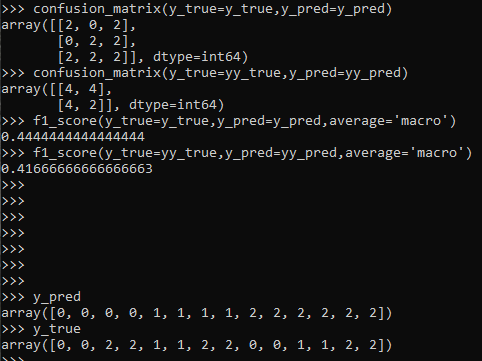 >>> confusion_matrix(y_true=y_true,y_pred=y_pred)
array([[2, 0, 2],
       [0, 2, 2],
       [2, 2, 2]], dtype=int64)
>>> confusion_matrix(y_true=yy_true,y_pred=yy_pred)
array([[4, 4],
       [4, 2]], dtype=int64)
>>> f1_score(y_true=y_true,y_pred=y_pred,average='macro')
0.4444444444444444
>>> f1_score(y_true=yy_true,y_pred=yy_pred,average='macro')
0.41666666666666663
>>>
>>>
>>>
>>>
>>>
>>>
>>>
>>> y_pred
array([0, 0, 0, 0, 1, 1, 1, 1, 2, 2, 2, 2, 2, 2])
>>> y_true
array([0, 0, 2, 2, 1, 1, 2, 2, 0, 0, 1, 1, 2, 2])
>>>